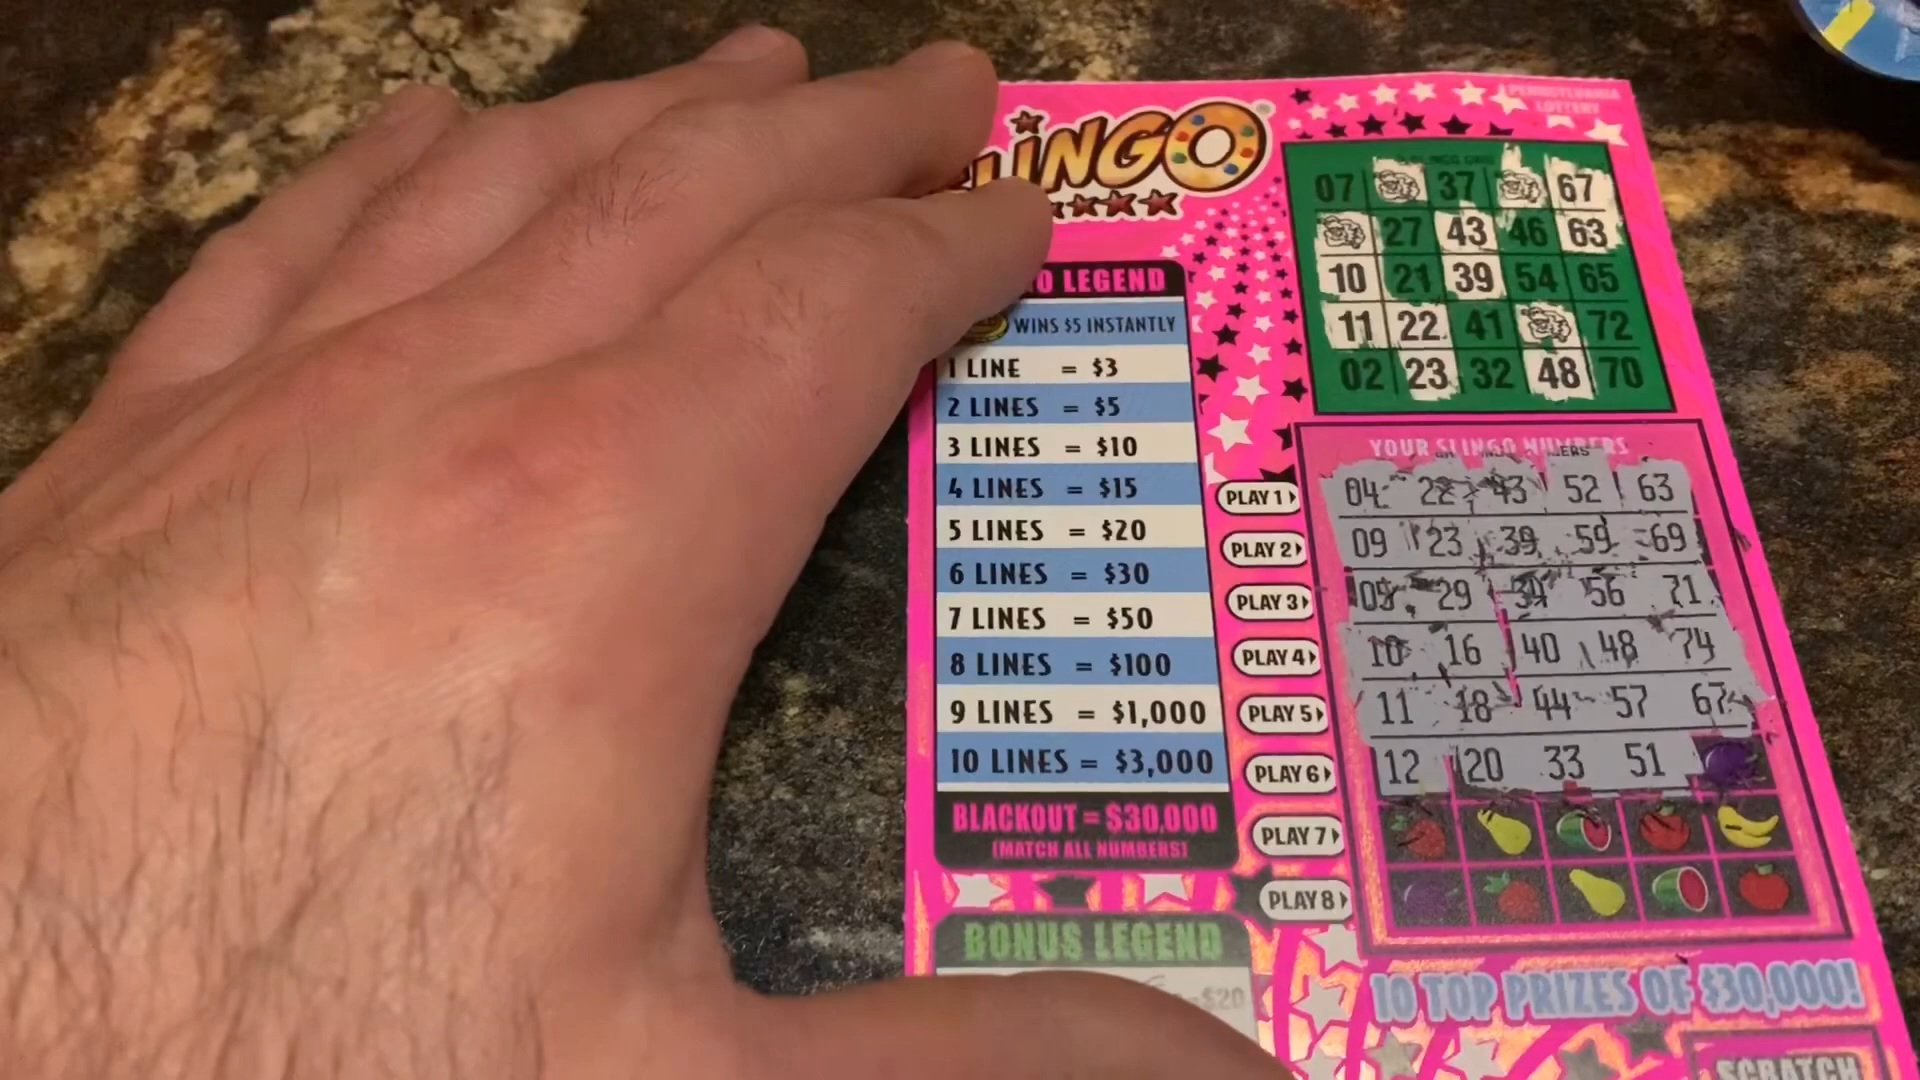 PENNSYLVANIA
LOTTERY
SLINGO
LEGEND
WINS $5 INSTANTLY
1 LINE = $3
2 LINES = $5
3 LINES = $10
4 LINES = $15
5 LINES = $20
6 LINES = $30
7 LINES = $50
8 LINES = $100
9 LINES = $1,000
10 LINES = $3,000
BLACKOUT = $30,000
(MATCH ALL NUMBERS)
BONUS LEGEND
=$20
07 37 67
27 43 46 63
10 21 39 54 65
11 22 41 72
02 23 32 48 70
YOUR SLINGO NUMBERS
PLAY 1 04 22 43 52 63
PLAY 2 09 23 39 59 69
PLAY 3 05 29 34 56 71
PLAY 4 10 16 40 48 74
PLAY 5 11 18 44 57 67
PLAY 6 12 20 33 51
PLAY 7
PLAY 8
10 TOP PRIZES OF $30,000!
SCRATCH